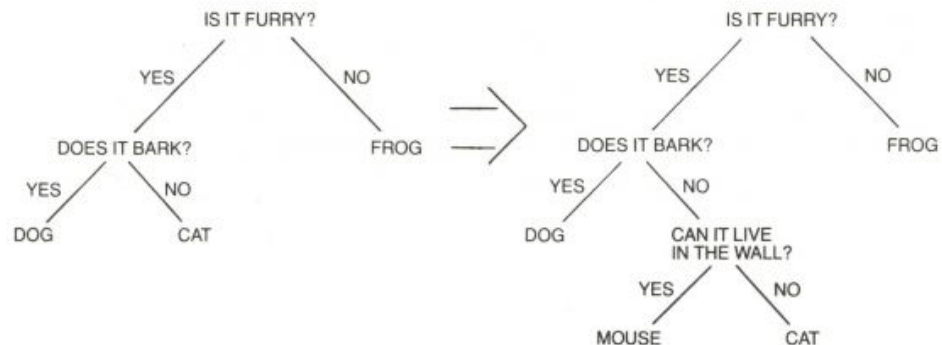 IS IT FURRY?
YES
NO
DOES IT BARK?
FROG
YES
NO
DOG
CAT
IS IT FURRY?
YES
NO
DOES IT BARK?
FROG
YES
NO
DOG
CAN IT LIVE
IN THE WALL?
YES
NO
MOUSE
CAT